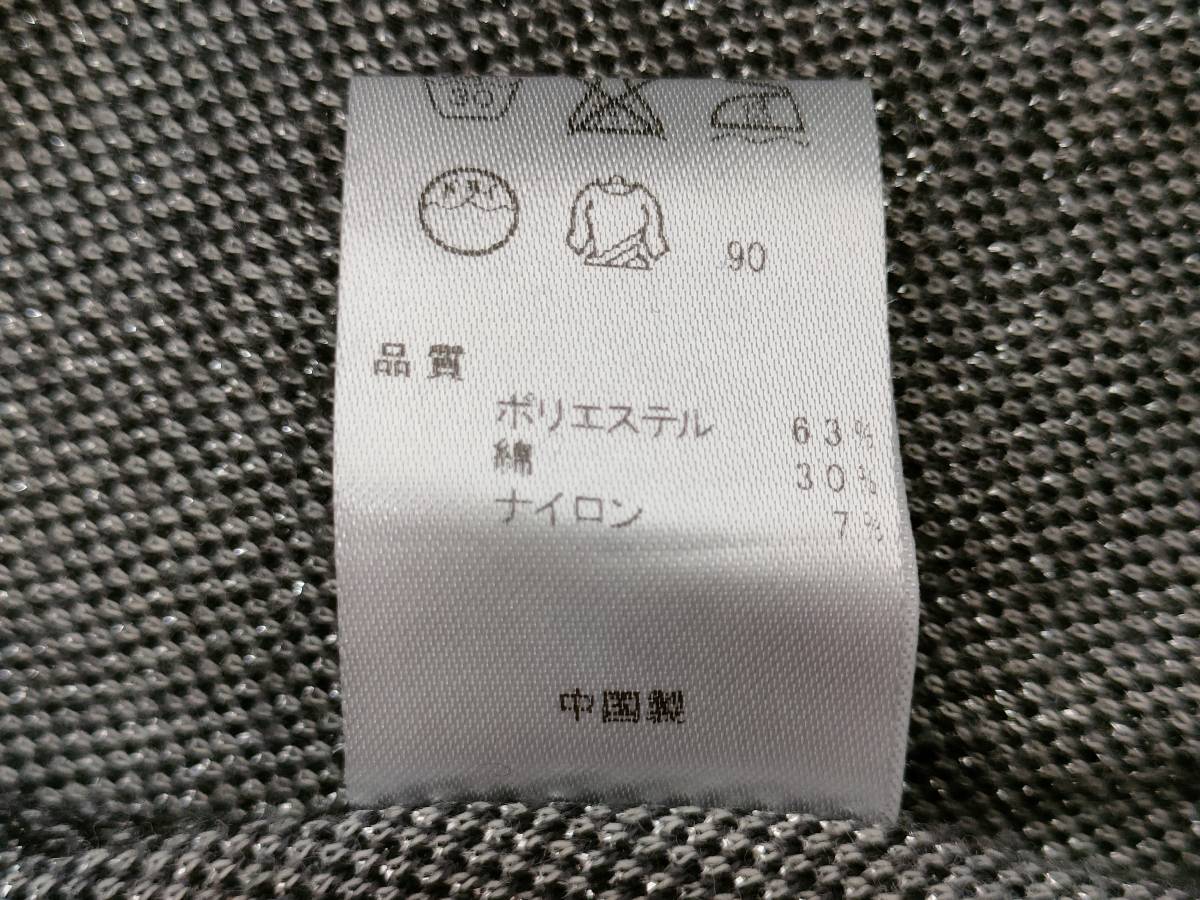 30
90
品質
ポリエステル 63%
綿 30%
ナイロン 7%
中国製